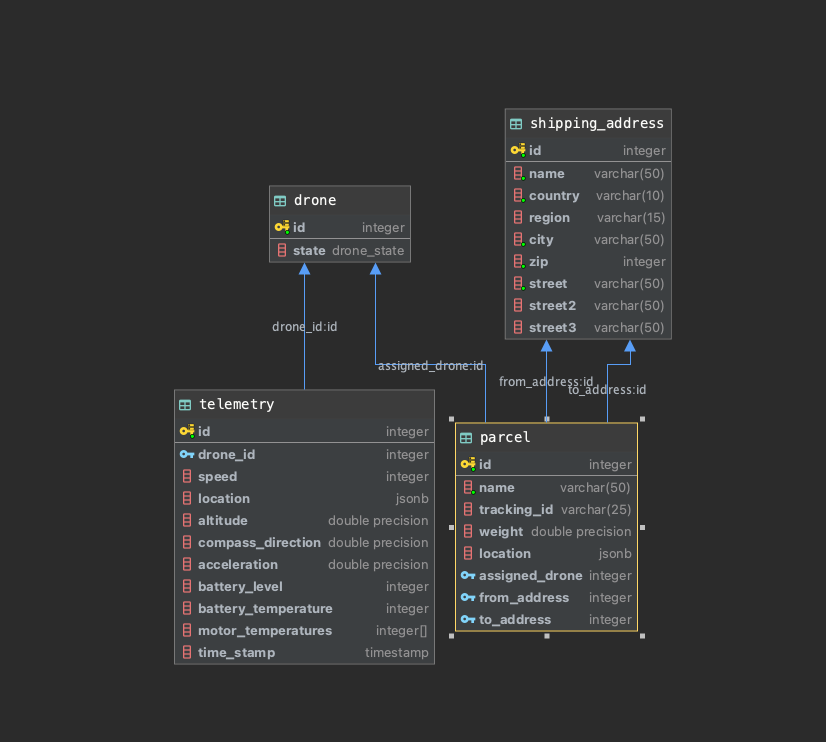 shipping_address
id integer
name varchar(50)
country varchar(10)
region varchar(15)
city varchar(50)
zip integer
street varchar(50)
street2 varchar(50)
street3 varchar(50)
drone
id integer
state drone_state
drone_id:id
assigned_drone:id
from_address:id
to_address:id
telemetry
id integer
drone_id integer
speed integer
location jsonb
altitude double precision
compass_direction double precision
acceleration double precision
battery_level integer
battery_temperature integer
motor_temperatures integer[]
time_stamp timestamp
parcel
id integer
name varchar(50)
tracking_id varchar(25)
weight double precision
location jsonb
assigned_drone integer
from_address integer
to_address integer